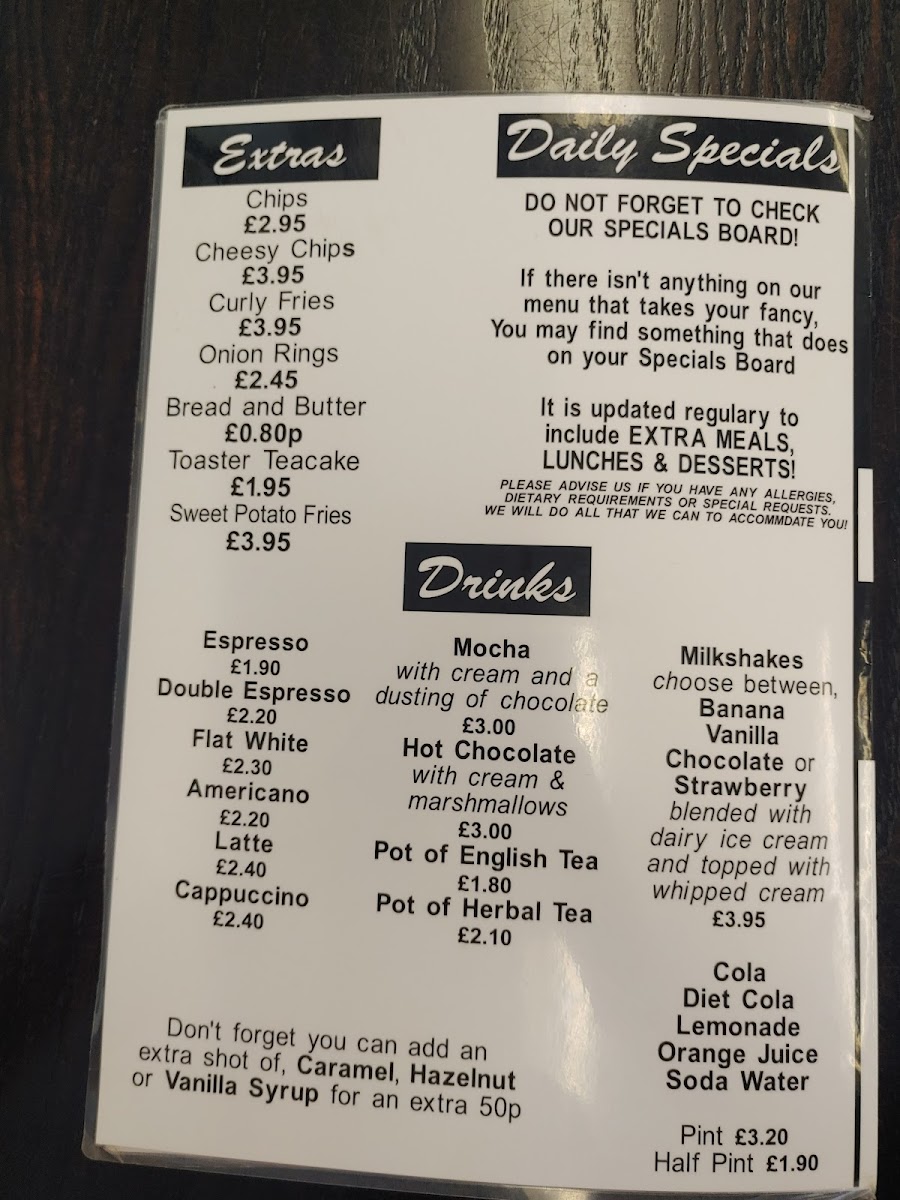 Extras
Chips
£2.95
Cheesy Chips
£3.95
Curly Fries
£3.95
Onion Rings
£2.45
Bread and Butter
£0.80p
Toaster Teacake
£1.95
Sweet Potato Fries
£3.95
Daily Specials
DO NOT FORGET TO CHECK
OUR SPECIALS BOARD!
If there isn't anything on our
menu that takes your fancy,
You may find something that does
on your Specials Board
It is updated regulary to
include EXTRA MEALS,
LUNCHES & DESSERTS!
PLEASE ADVISE US IF YOU HAVE ANY ALLERGIES,
DIETARY REQUIREMENTS OR SPECIAL REQUESTS.
WE WILL DO ALL THAT WE CAN TO ACCOMMDATE YOU!
Drinks
Espresso
£1.90
Double Espresso
£2.20
Flat White
£2.30
Americano
£2.20
Latte
£2.40
Cappuccino
£2.40
Mocha
with cream and a
dusting of chocolate
£3.00
Hot Chocolate
with cream &
marshmallows
£3.00
Pot of English Tea
£1.80
Pot of Herbal Tea
£2.10
Milkshakes
choose between,
Banana
Vanilla
Chocolate or
Strawberry
blended with
dairy ice cream
and topped with
whipped cream
£3.95
Cola
Diet Cola
Lemonade
Orange Juice
Soda Water
Pint £3.20
Half Pint £1.90
Don't forget you can add an
extra shot of, Caramel, Hazelnut
or Vanilla Syrup for an extra 50p